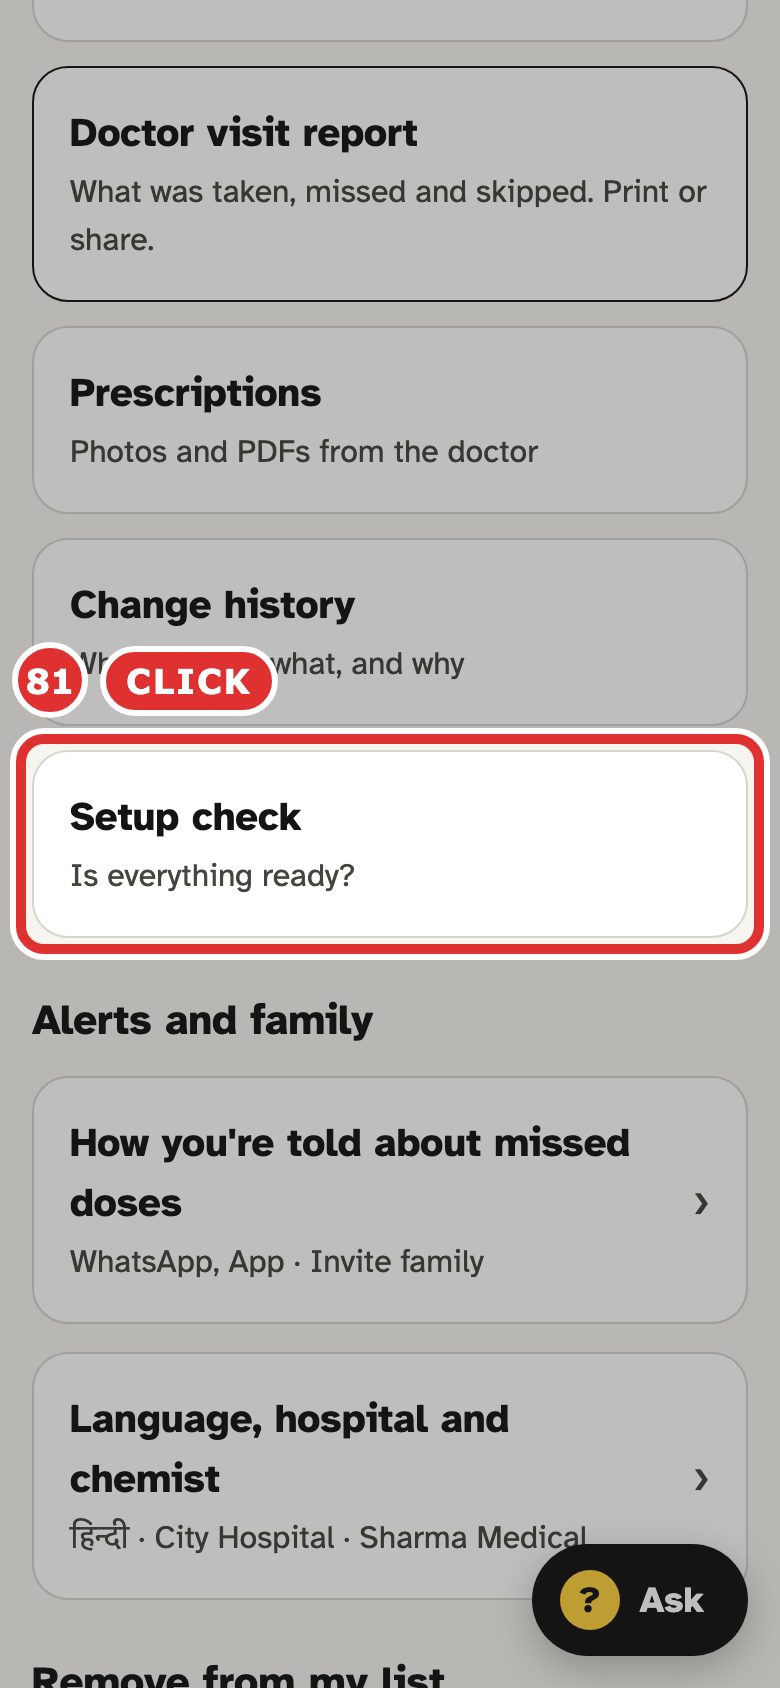 Doctor visit report
What was taken, missed and skipped. Print or
share.
Prescriptions
Photos and PDFs from the doctor
Change history
what, and why
81 CLICK
Setup check
Is everything ready?
Alerts and family
How you're told about missed
doses
›
WhatsApp, App · Invite family
Language, hospital and
chemist
›
हिन्दी · City Hospital · Sharma Medical
? Ask
Remove from my list